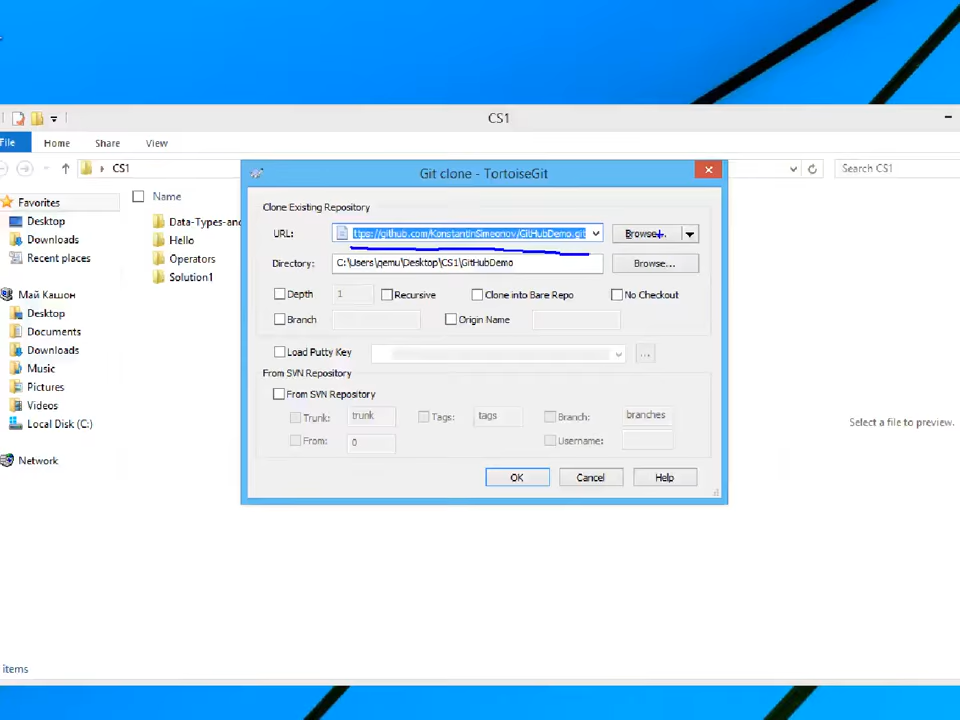 CS1
File Home Share View
CS1
Search CS1
Favorites
Desktop
Downloads
Recent places
Май Кашон
Desktop
Documents
Downloads
Music
Pictures
Videos
Local Disk (C:)
Network
Name
Data-Types-and
Hello
Operators
Solution1
Git clone - TortoiseGit
Clone Existing Repository
URL: ttps://github.com/KonstantinSimeonov/GitHubDemo.git Browse...
Directory: C:\Users\qemu\Desktop\CS1\GitHubDemo Browse...
Depth 1 Recursive Clone into Bare Repo No Checkout
Branch Origin Name
Load Putty Key ...
From SVN Repository
From SVN Repository
Trunk: trunk Tags: tags Branch: branches
From: 0 Username:
OK Cancel Help
Select a file to preview.
items